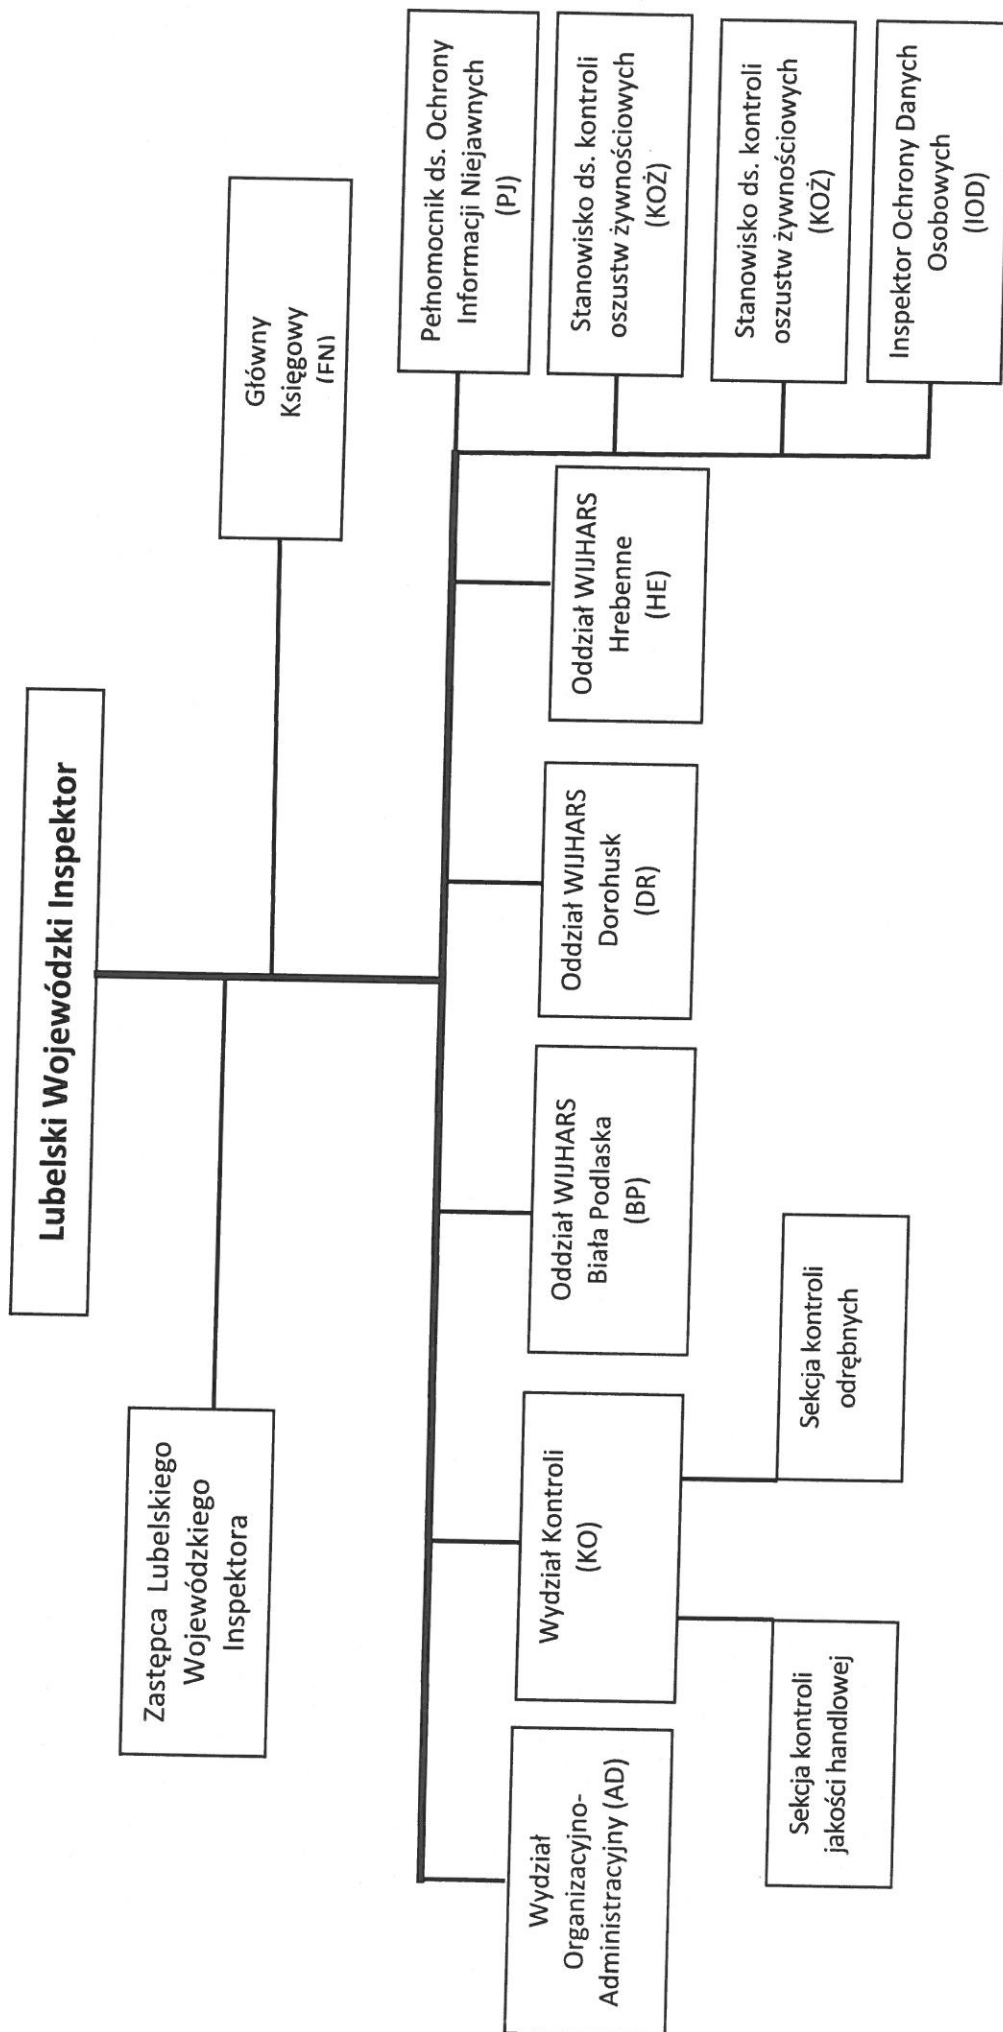 Lubelski Wojewódzki Inspektor
Zastępca Lubelskiego
Wojewódzkiego
Inspektora
Główny
Księgowy
(FN)
Wydział
Organizacyjno-
Administracyjny (AD)
Wydział Kontroli
(KO)
Oddział WIJHARS
Biała Podlaska
(BP)
Oddział WIJHARS
Dorohusk
(DR)
Oddział WIJHARS
Hrebenne
(HE)
Pełnomocnik ds. Ochrony
Informacji Niejawnych
(PJ)
Stanowisko ds. kontroli
oszustw żywnościowych
(KOŻ)
Stanowisko ds. kontroli
oszustw żywnościowych
(KOŻ)
Inspektor Ochrony Danych
Osobowych
(IOD)
Sekcja kontroli
jakości handlowej
Sekcja kontroli
odrębnych